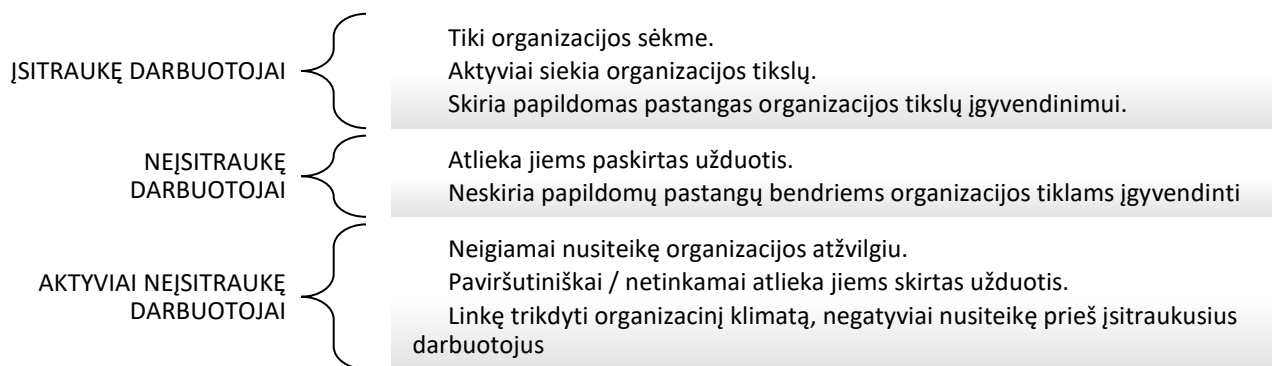 ĮSITRAUKĘ DARBUOTOJAI
Tiki organizacijos sėkme.
Aktyviai siekia organizacijos tikslų.
Skiria papildomas pastangas organizacijos tikslų įgyvendinimui.
NEĮSITRAUKĘ
DARBUOTOJAI
Atlieka jiems paskirtas užduotis.
Neskiria papildomų pastangų bendriems organizacijos tiklams įgyvendinti
AKTYVIAI NEĮSITRAUKĘ
DARBUOTOJAI
Neigiamai nusiteikę organizacijos atžvilgiu.
Paviršutiniškai / netinkamai atlieka jiems skirtas užduotis.
Linkę trikdyti organizacinį klimatą, negatyviai nusiteikę prieš įsitraukusius
darbuotojus